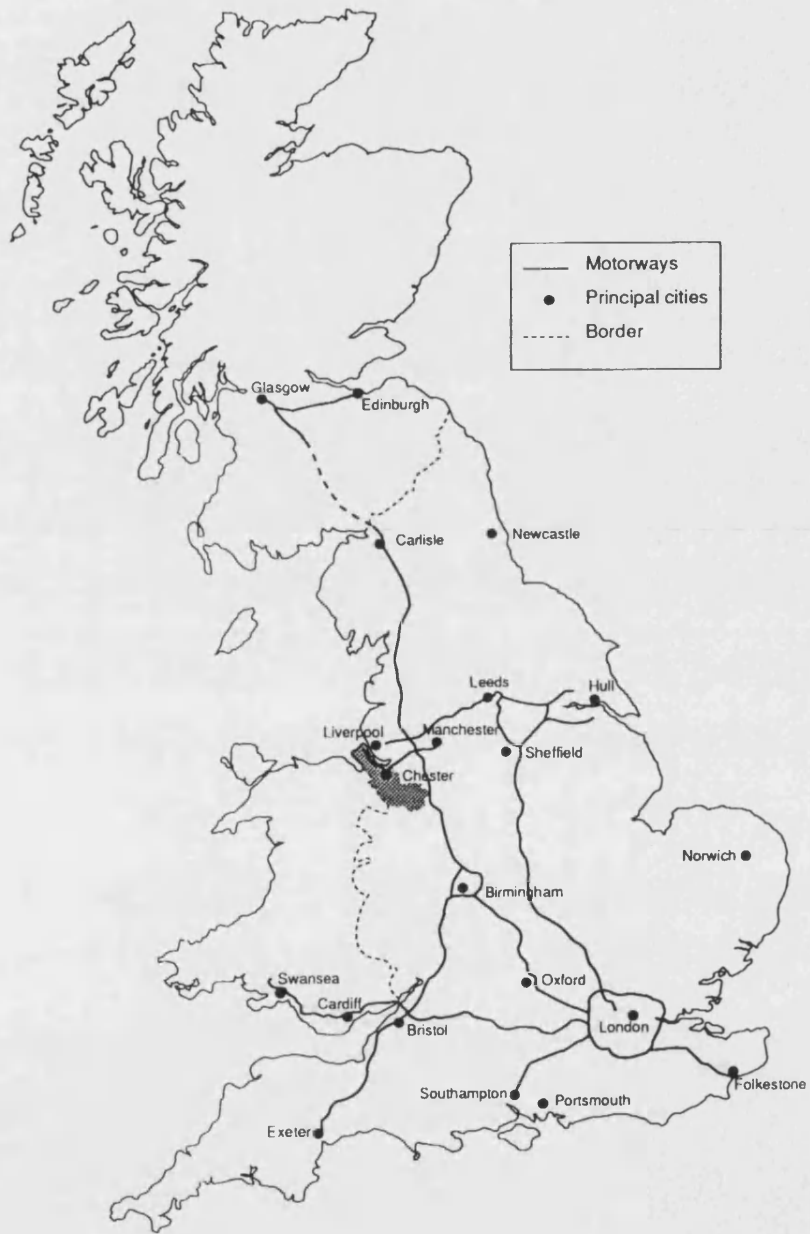 Motorways
Principal cities
Border
Glasgow
Edinburgh
Carlisle
Newcastle
Leeds
Hull
Liverpool
Manchester
Sheffield
Chester
Norwich
Birmingham
Swansea
Oxford
Cardiff
London
Bristol
Folkestone
Southampton
Portsmouth
Exeter